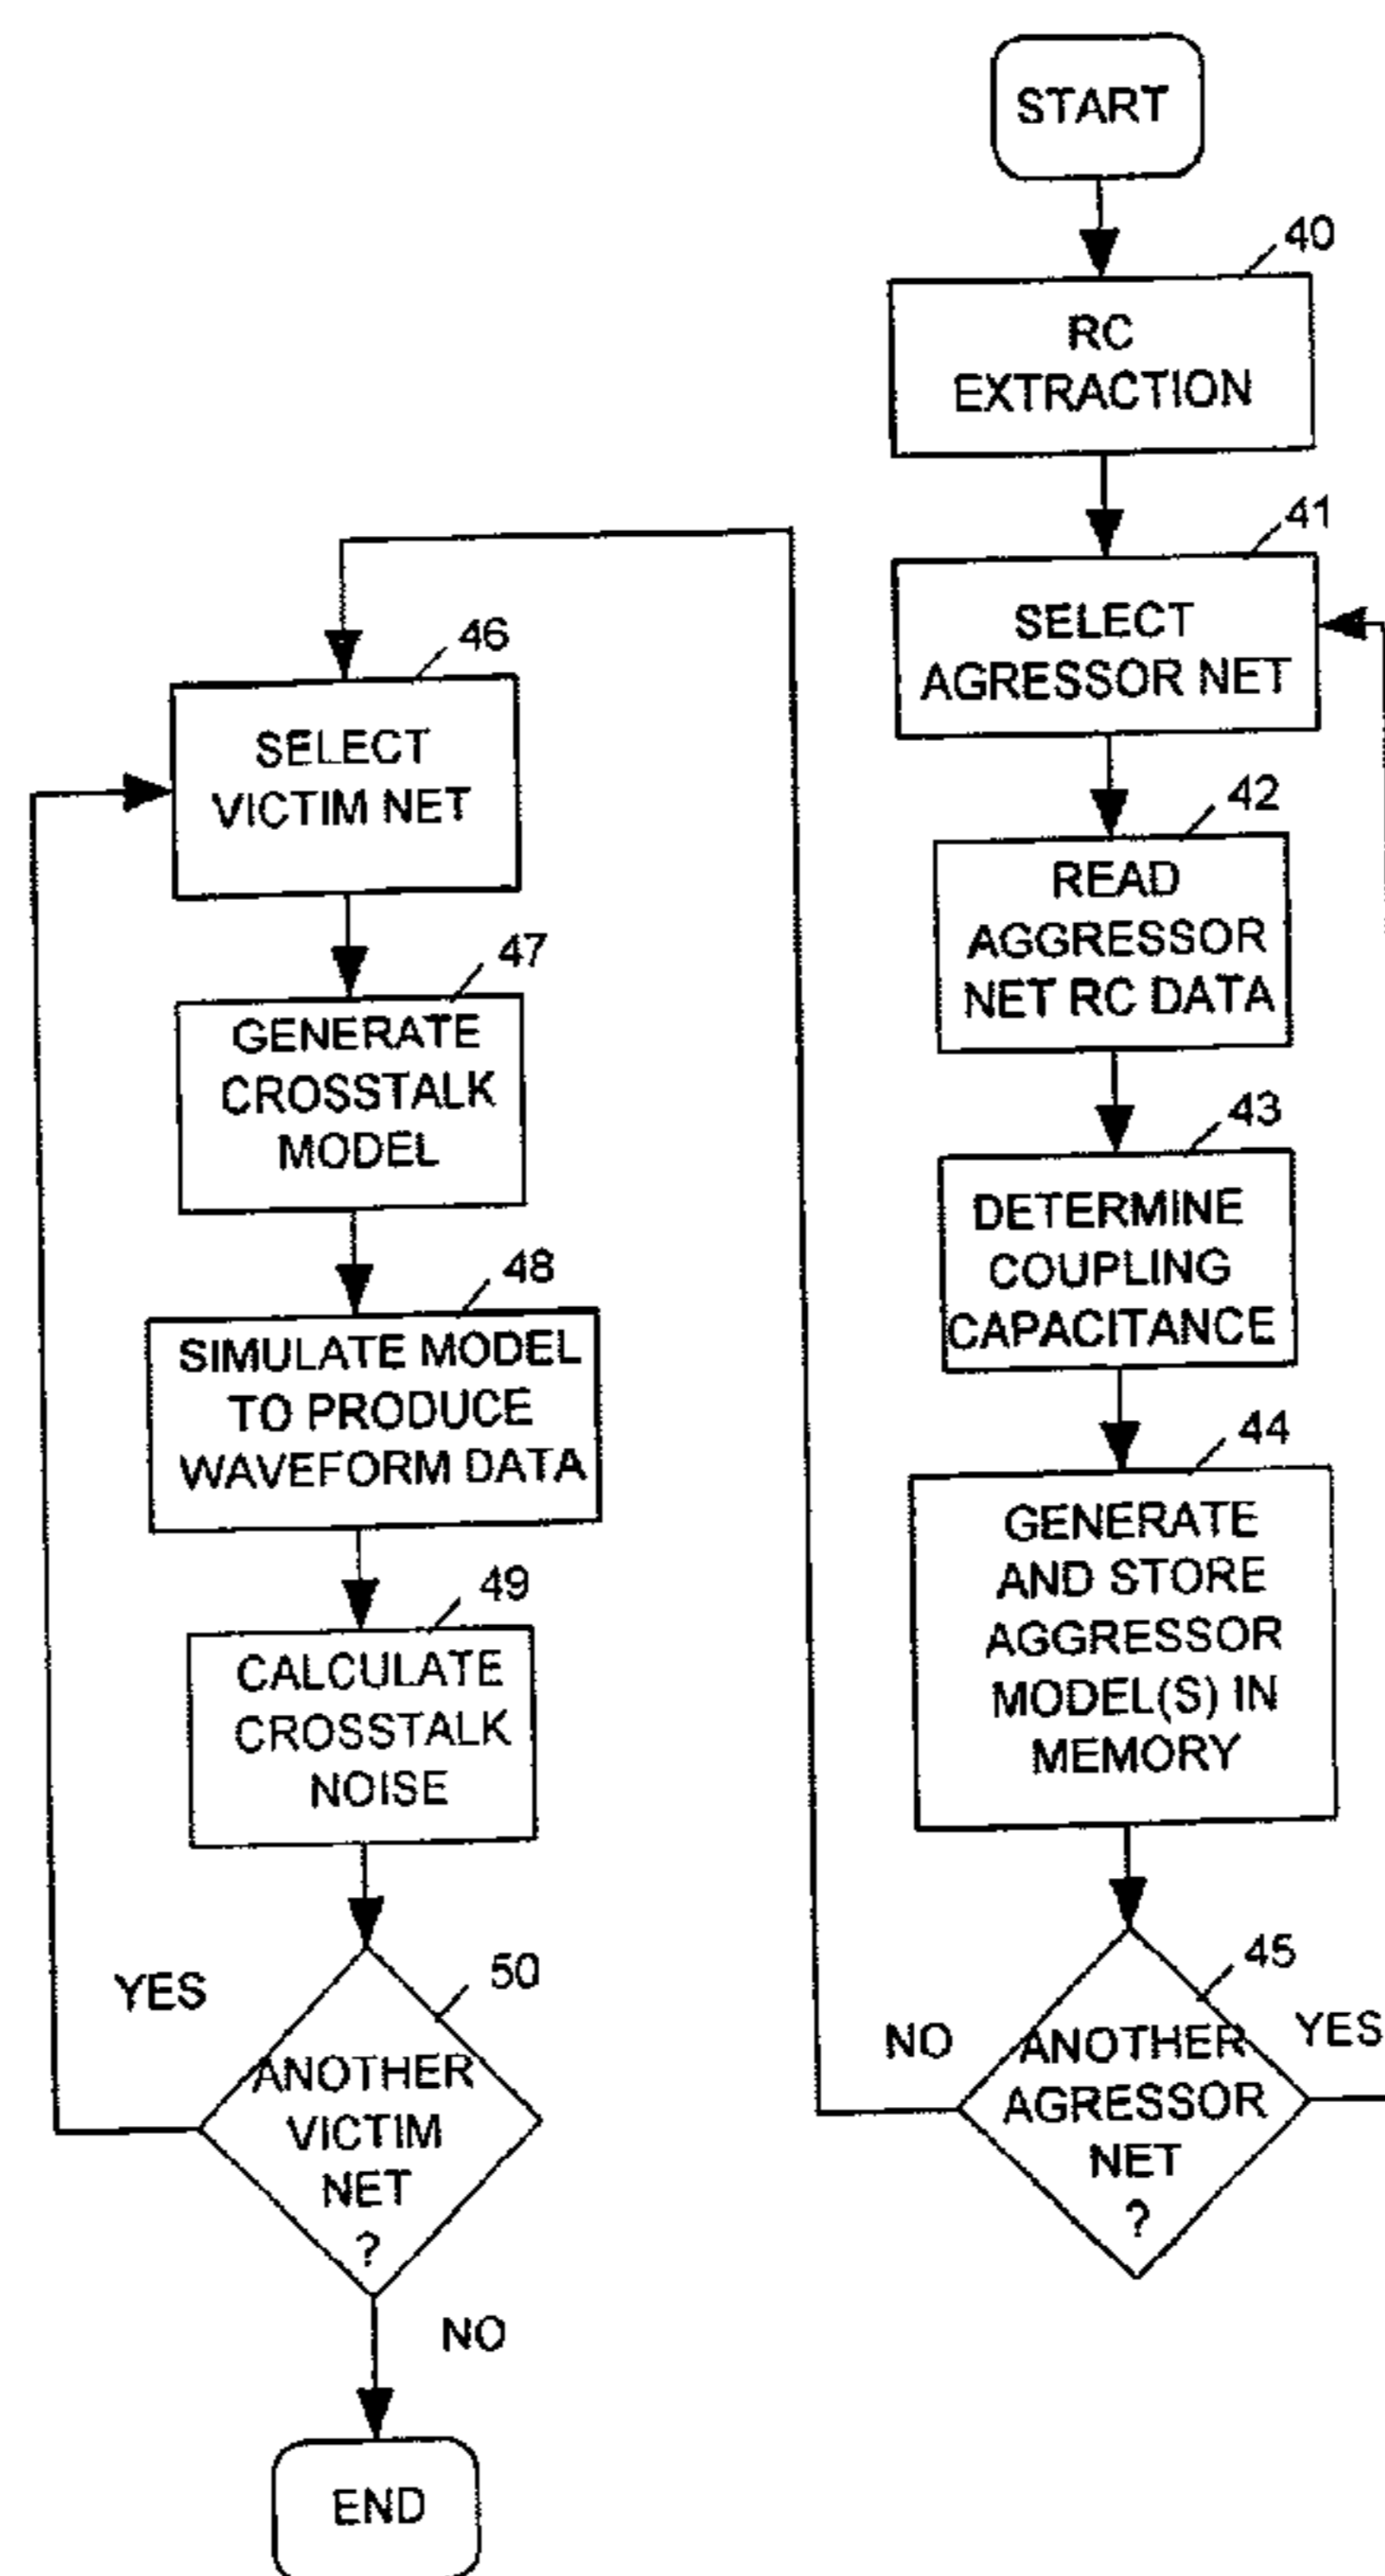 START
40
RC
EXTRACTION
41
SELECT
AGRESSOR NET
42
READ
AGGRESSOR
NET RC DATA
43
DETERMINE
COUPLING
CAPACITANCE
44
GENERATE
AND STORE
AGGRESSOR
MODEL(S) IN
MEMORY
45
ANOTHER
AGRESSOR
NET
?
NO
YES
46
SELECT
VICTIM NET
47
GENERATE
CROSSTALK
MODEL
48
SIMULATE MODEL
TO PRODUCE
WAVEFORM DATA
49
CALCULATE
CROSSTALK
NOISE
50
YES
ANOTHER
VICTIM
NET
?
NO
END